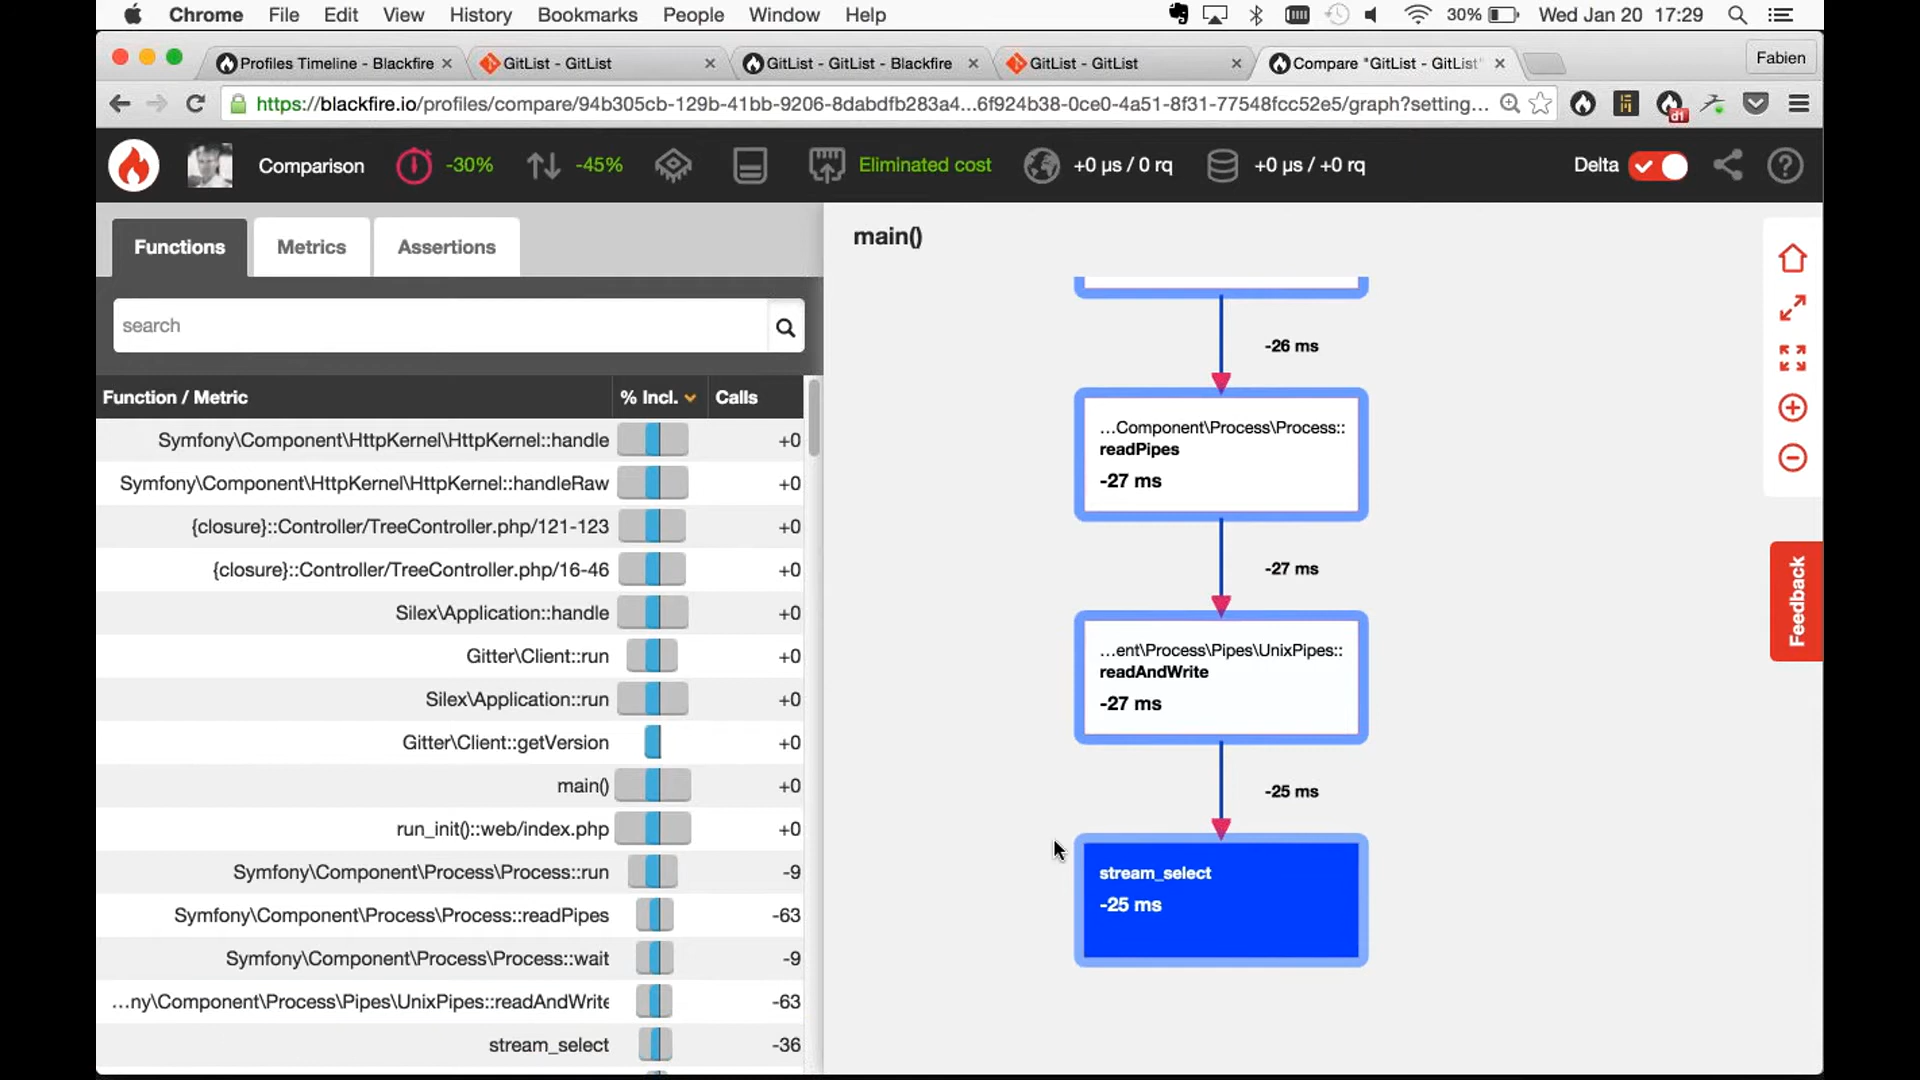 Chrome File Edit View History Bookmarks People Window Help 30% Wed Jan 20 17:29
Profiles Timeline - Blackfire
GitList - GitList
GitList - GitList - Blackfire
GitList - GitList
Compare "GitList - GitList"
Fabien
https://blackfire.io/profiles/compare/94b305cb-129b-41bb-9206-8dabdfb283a4...6f924b38-0ce0-4a51-8f31-77548fcc52e5/graph?setting...
d1
Comparison -30% -45% Eliminated cost +0 µs / 0 rq +0 µs / +0 rq Delta
Functions Metrics Assertions
search
Function / Metric % Incl. Calls
Symfony\Component\HttpKernel\HttpKernel::handle +0
Symfony\Component\HttpKernel\HttpKernel::handleRaw +0
{closure}::Controller/TreeController.php/121-123 +0
{closure}::Controller/TreeController.php/16-46 +0
Silex\Application::handle +0
Gitter\Client::run +0
Silex\Application::run +0
Gitter\Client::getVersion +0
main() +0
run_init()::web/index.php +0
Symfony\Component\Process\Process::run -9
Symfony\Component\Process\Process::readPipes -63
Symfony\Component\Process\Process::wait -9
...ny\Component\Process\Pipes\UnixPipes::readAndWrite -63
stream_select -36
main()
-26 ms
...Component\Process\Process::
readPipes
-27 ms
-27 ms
...ent\Process\Pipes\UnixPipes::
readAndWrite
-27 ms
-25 ms
stream_select
-25 ms
Feedback